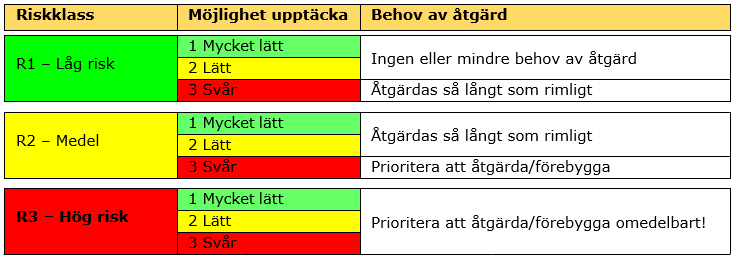 Riskklass Möjlighet upptäcka Behov av åtgärd
R1 – Låg risk
1 Mycket lätt
2 Lätt
Ingen eller mindre behov av åtgärd
3 Svår Åtgärdas så långt som rimligt
R2 – Medel
1 Mycket lätt
2 Lätt
Åtgärdas så långt som rimligt
3 Svår Prioritera att åtgärda/förebygga
R3 – Hög risk
1 Mycket lätt
2 Lätt
3 Svår
Prioritera att åtgärda/förebygga omedelbart!